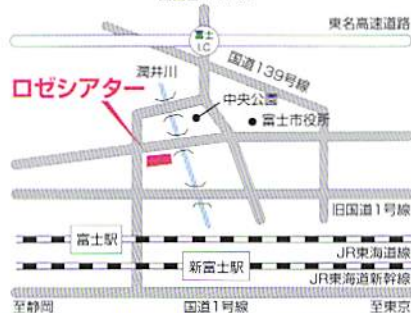 東名高速道路
富士
I.C
国道139号線
潤井川
ロゼシアター
中央公園
富士市役所
旧国道1号線
富士駅
JR東海道線
新富士駅
JR東海道新幹線
至静岡
国道1号線
至東京